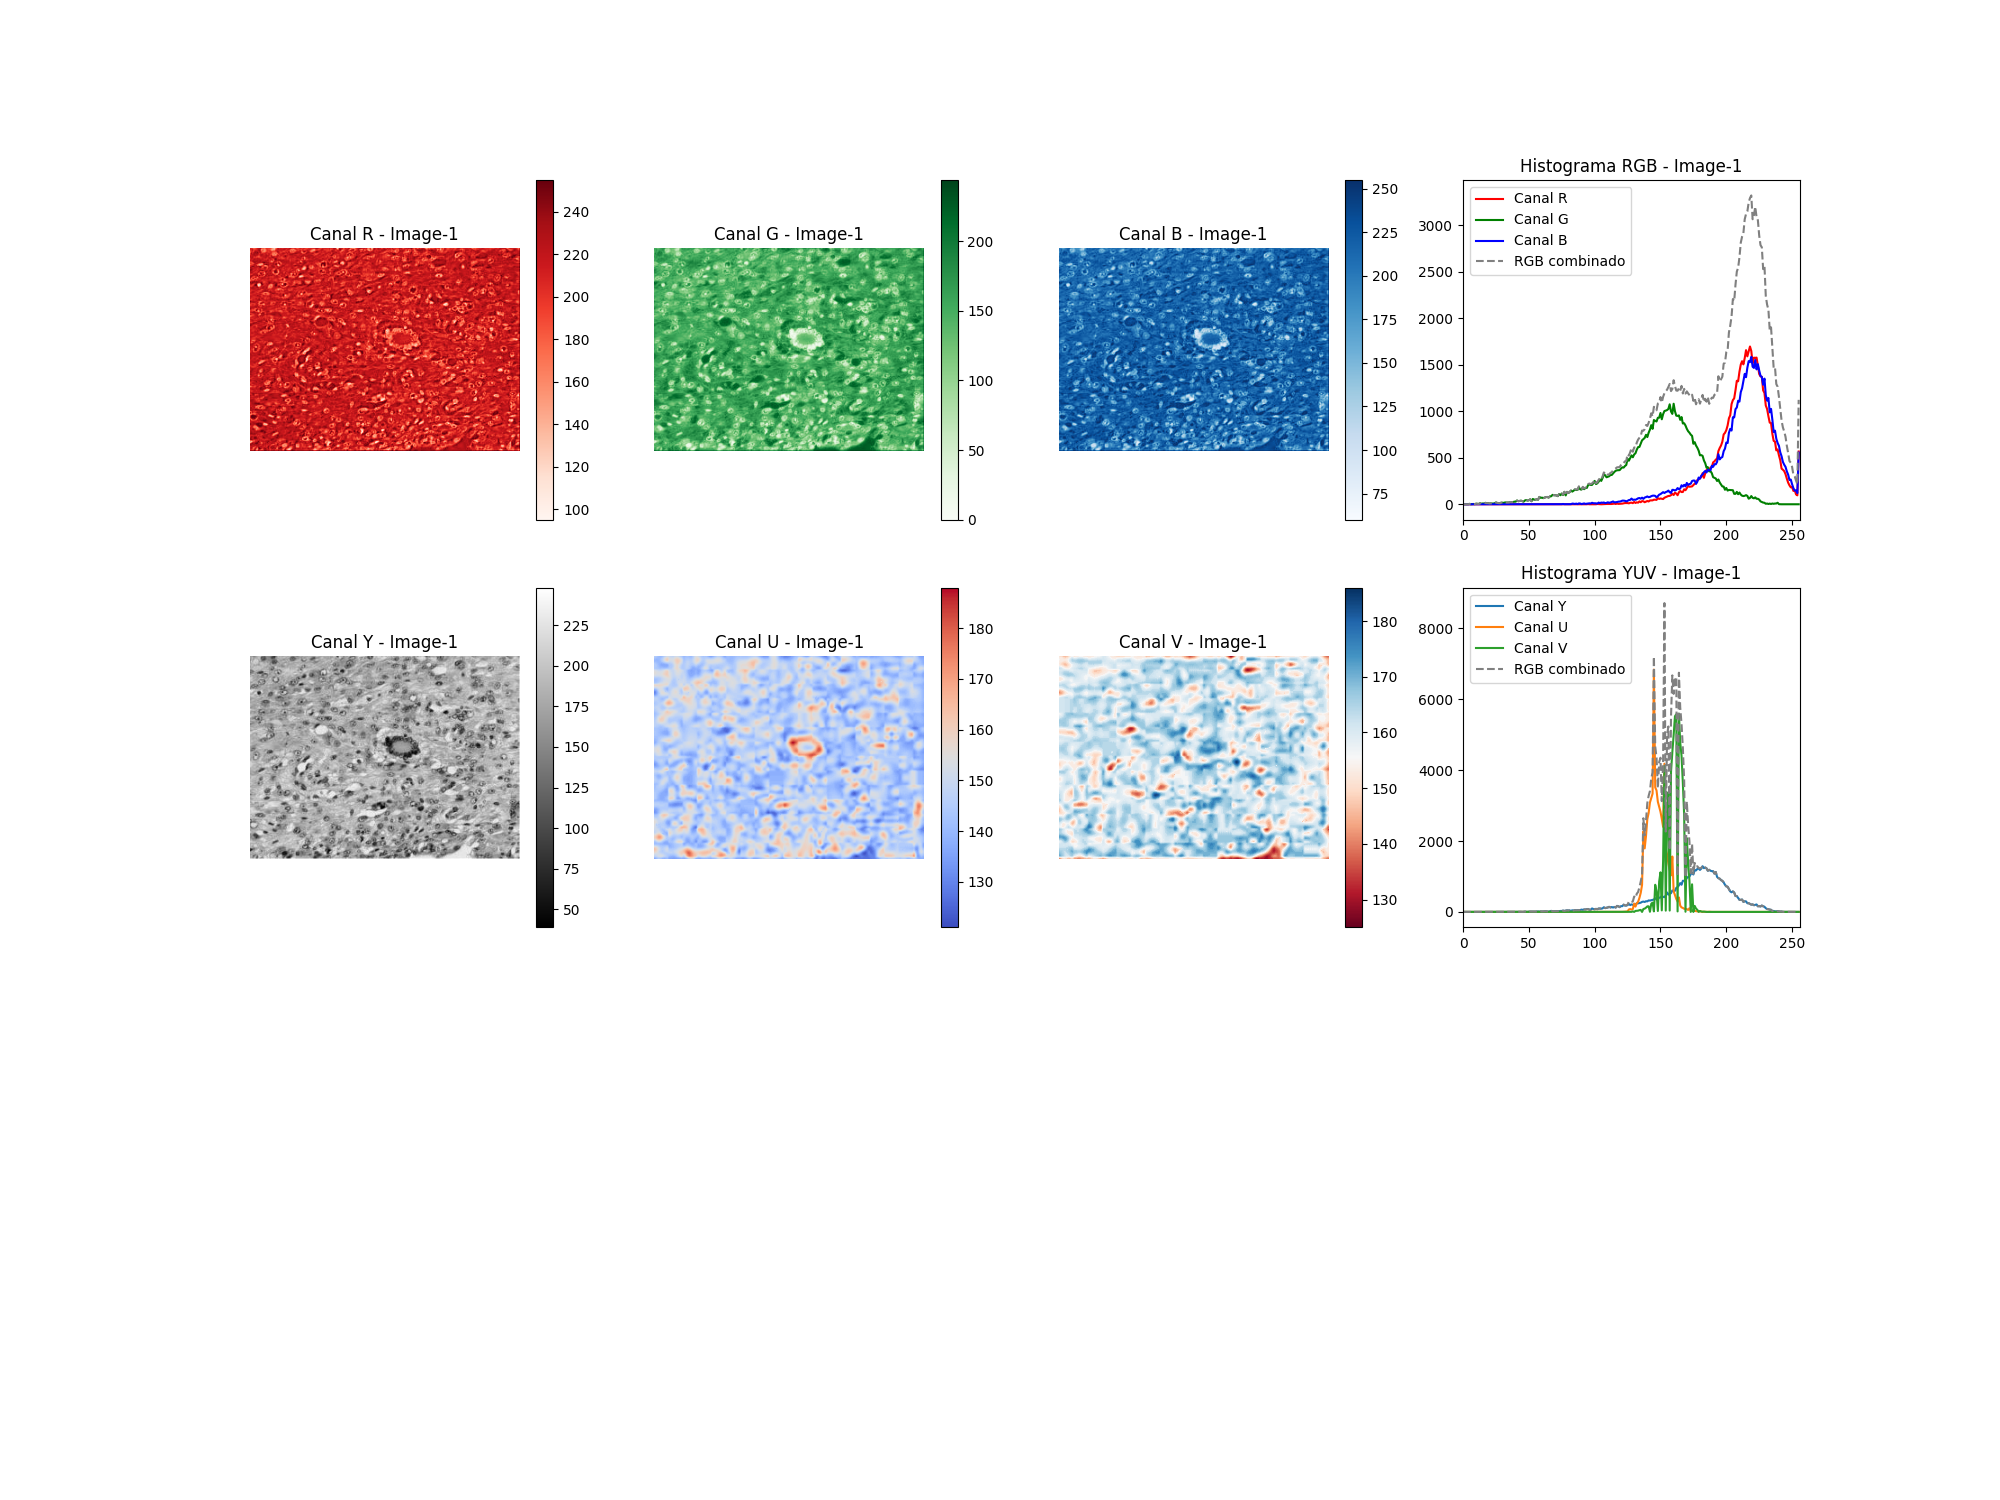 Canal R - Image-1
240
220
200
180
160
140
120
100
Canal G - Image-1
200
150
100
50
0
Canal B - Image-1
250
225
200
175
150
125
100
75
Histograma RGB - Image-1
Canal R
Canal G
Canal B
RGB combinado
3000
2500
2000
1500
1000
500
0
0 50 100 150 200 250
Canal Y - Image-1
225
200
175
150
125
100
75
50
Canal U - Image-1
180
170
160
150
140
130
Canal V - Image-1
180
170
160
150
140
130
Histograma YUV - Image-1
Canal Y
Canal U
Canal V
RGB combinado
8000
6000
4000
2000
0
0 50 100 150 200 250